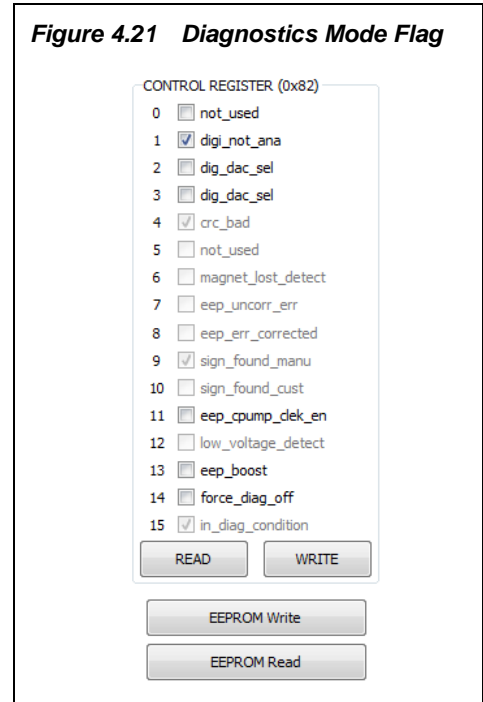 Figure 4.21 Diagnostics Mode Flag
CONTROL REGISTER (0x82)
0 not_used
1 digi_not_ana
2 dig_dac_sel
3 dig_dac_sel
4 crc_bad
5 not_used
6 magnet_lost_detect
7 eep_uncorr_err
8 eep_err_corrected
9 sign_found_manu
10 sign_found_cust
11 eep_cpump_clek_en
12 low_voltage_detect
13 eep_boost
14 force_diag_off
15 in_diag_condition
READ WRITE
EEPROM Write
EEPROM Read